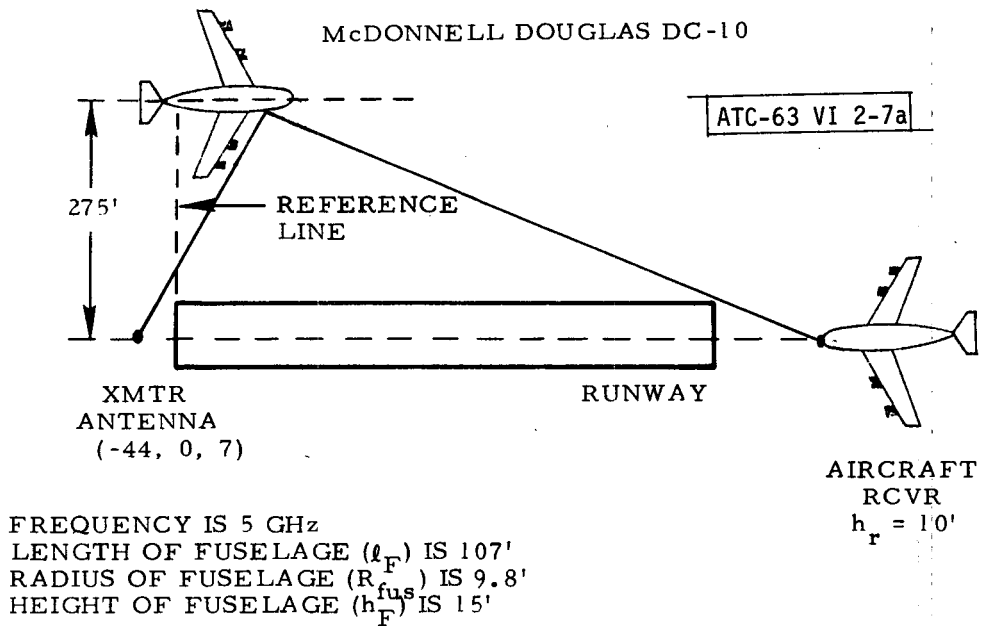 McDONNELL DOUGLAS DC-10
ATC-63 VI 2-7a
275'
REFERENCE
LINE
XMTR
ANTENNA
(-44, 0, 7)
RUNWAY
AIRCRAFT
RCVR
h_r = 10'
FREQUENCY IS 5 GHz
LENGTH OF FUSELAGE (ℓ_F) IS 107'
RADIUS OF FUSELAGE (R_fus) IS 9.8'
HEIGHT OF FUSELAGE (h_F) IS 15'